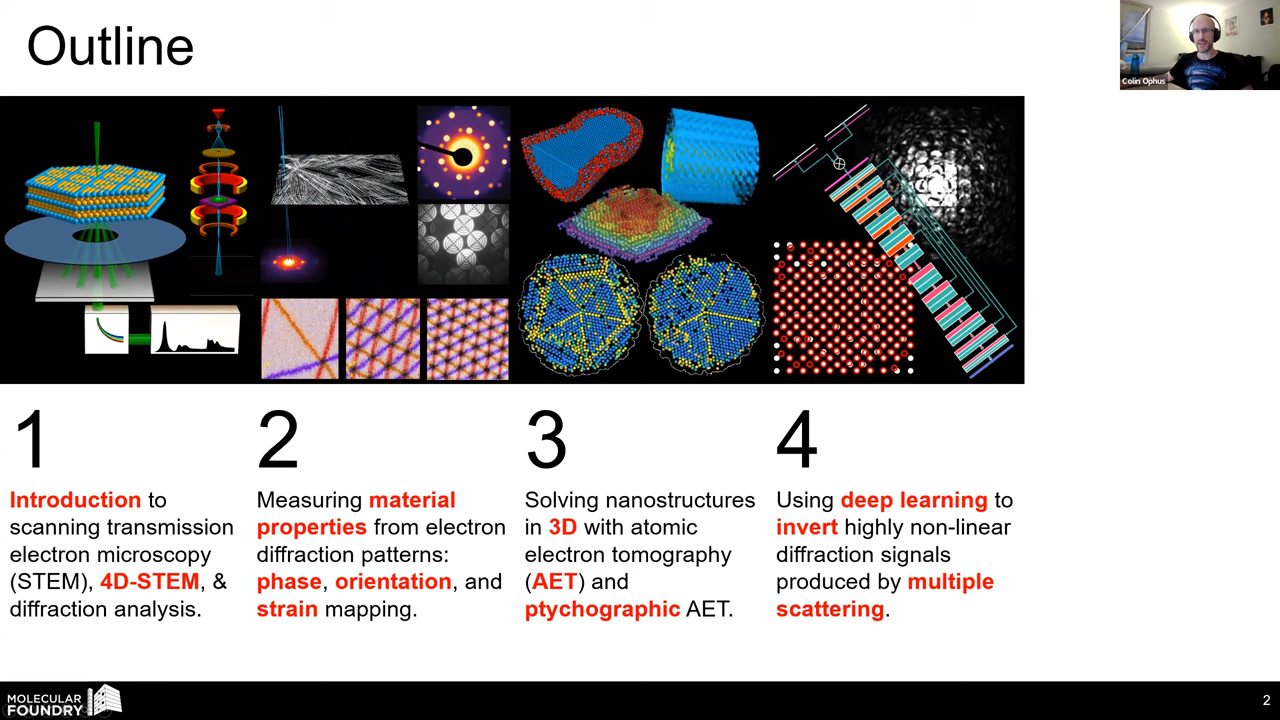 Outline
Colin Ophus
1
Introduction to
scanning transmission
electron microscopy
(STEM), 4D-STEM, &
diffraction analysis.
2
Measuring material
properties from electron
diffraction patterns:
phase, orientation, and
strain mapping.
3
Solving nanostructures
in 3D with atomic
electron tomography
(AET) and
ptychographic AET.
4
Using deep learning to
invert highly non-linear
diffraction signals
produced by multiple
scattering.
MOLECULAR
FOUNDRY
2